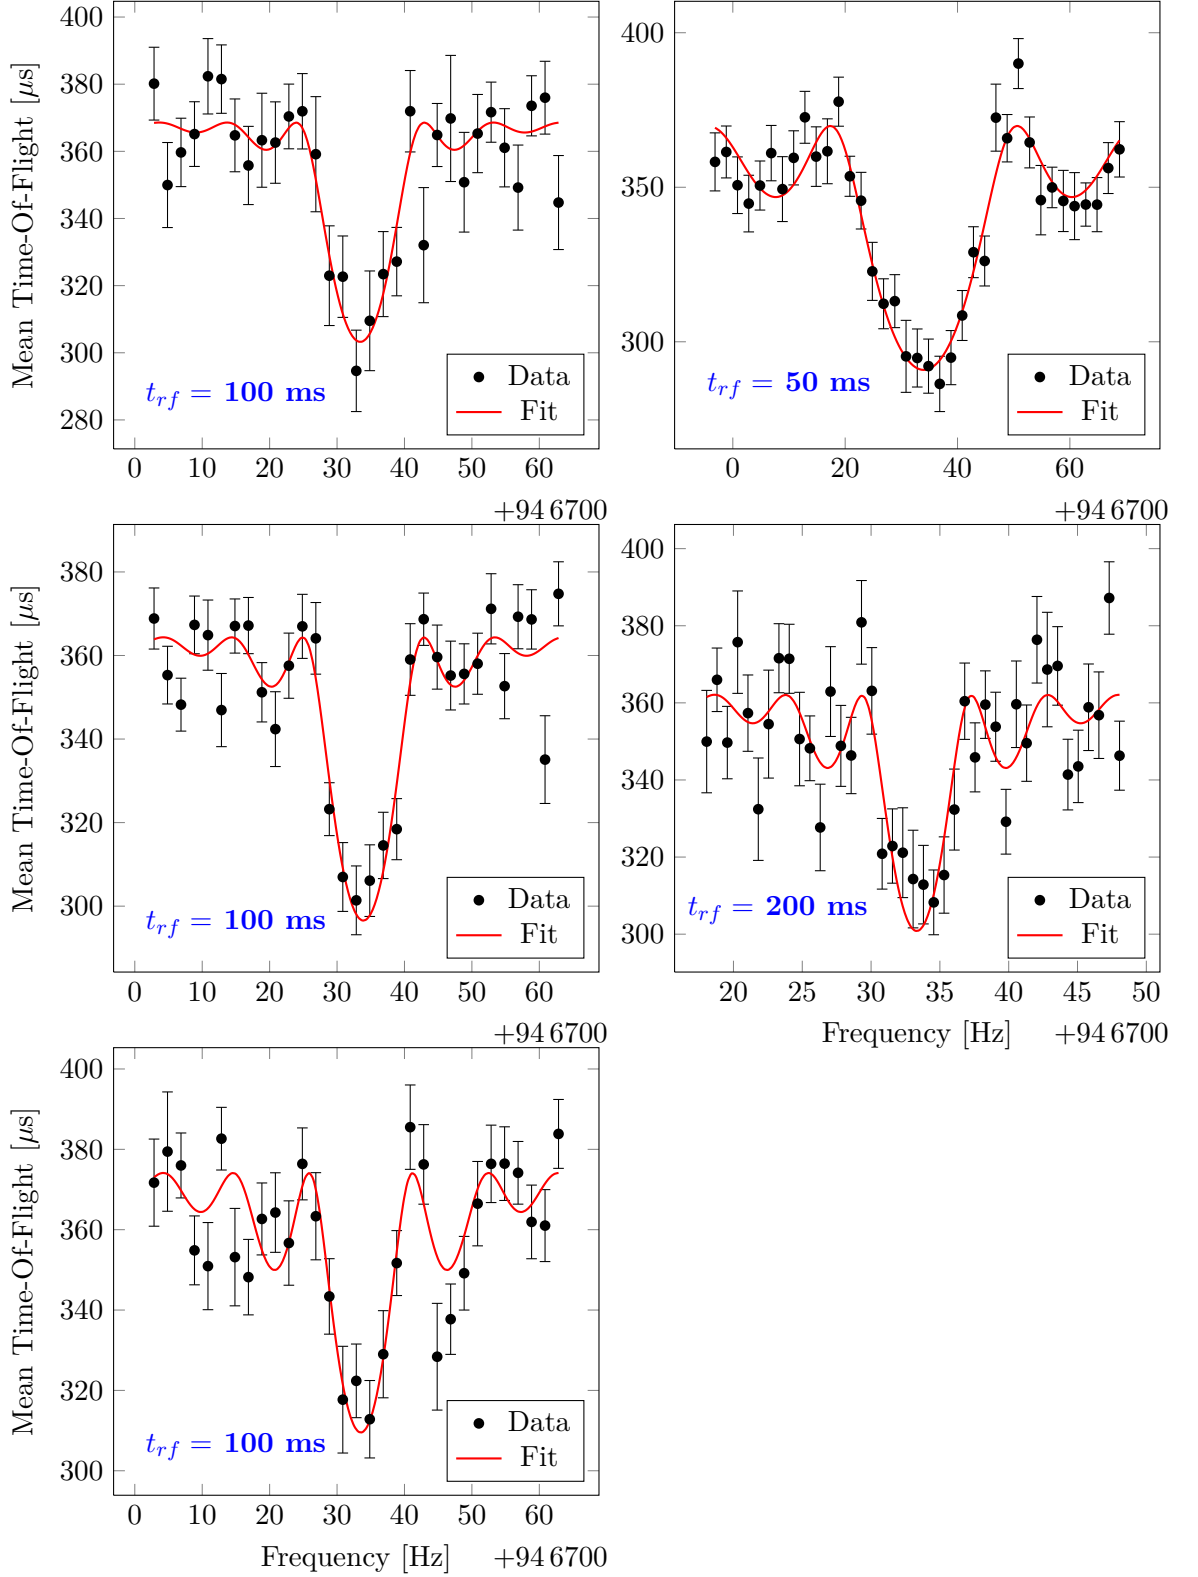 400
380
360
340
320
300
280
Mean Time-Of-Flight [μs]
t_rf = 100 ms
Data
Fit
0 10 20 30 40 50 60
+94 6700
400
350
300
t_rf = 50 ms
Data
Fit
0 20 40 60
+94 6700
380
360
340
320
300
Mean Time-Of-Flight [μs]
t_rf = 100 ms
Data
Fit
0 10 20 30 40 50 60
+94 6700
400
380
360
340
320
300
t_rf = 200 ms
Data
Fit
20 25 30 35 40 45 50
Frequency [Hz] +94 6700
400
380
360
340
320
300
Mean Time-Of-Flight [μs]
t_rf = 100 ms
Data
Fit
0 10 20 30 40 50 60
Frequency [Hz] +94 6700